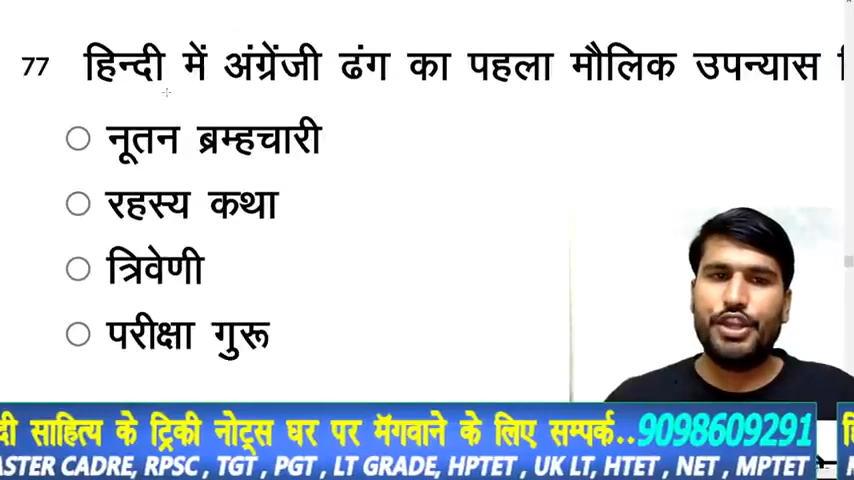 77 हिन्दी में अंग्रेंजी ढंग का पहला मौलिक उपन्यास
नूतन ब्रम्हचारी
रहस्य कथा
त्रिवेणी
परीक्षा गुरू
साहित्य के ट्रिकी नोट्स घर पर मॅगवाने के लिए सम्पर्क..9098609291
CADRE, RPSC , TGT , PGT , LT GRADE, HPTET , UK LT, HTET , NET , MPTET